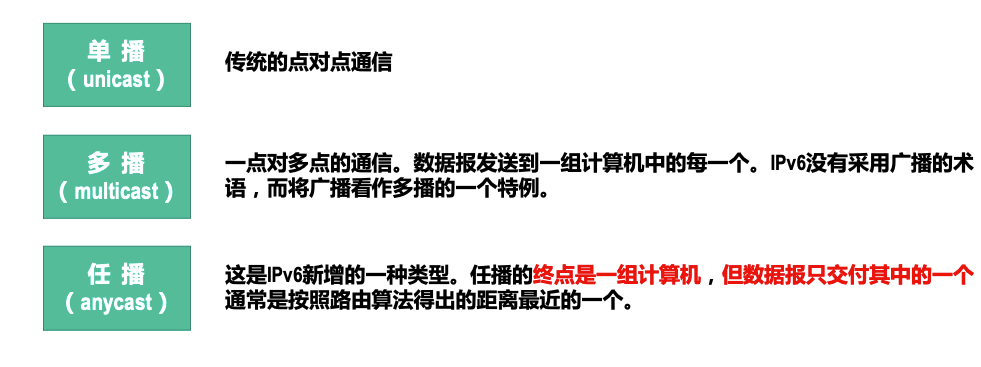 单 播
（unicast）
传统的点对点通信
多 播
（multicast）
一点对多点的通信。数据报发送到一组计算机中的每一个。IPv6没有采用广播的术
语，而将广播看作多播的一个特例。
任 播
（anycast）
这是IPv6新增的一种类型。任播的终点是一组计算机，但数据报只交付其中的一个
通常是按照路由算法得出的距离最近的一个。